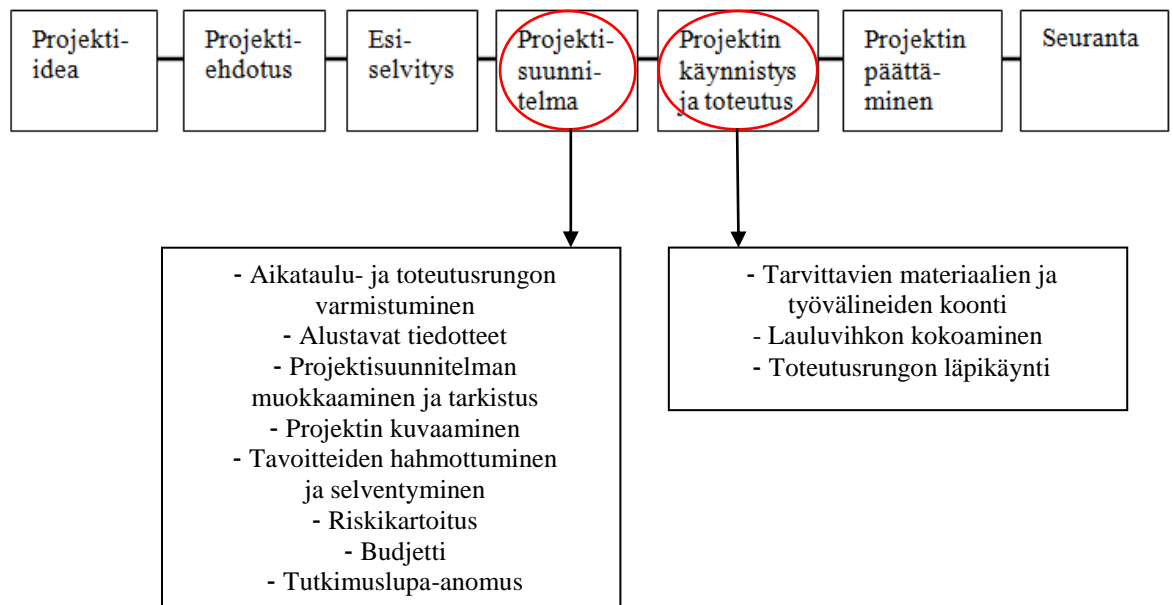 Projekti-
idea
Projekti-
ehdotus
Esi-
selvitys
Projekti-
suunni-
telma
Projektin
käynnistys
ja toteutus
Projektin
päättä-
minen
Seuranta
- Aikataulu- ja toteutusrungon
varmistuminen
- Alustavat tiedotteet
- Projektisuunnitelman
muokkaaminen ja tarkistus
- Projektin kuvaaminen
- Tavoitteiden hahmottuminen
ja selventyminen
- Riskikartoitus
- Budjetti
- Tutkimuslupa-anomus
- Tarvittavien materiaalien ja
työvälineiden koonti
- Lauluvihkon kokoaminen
- Toteutusrungon läpikäynti